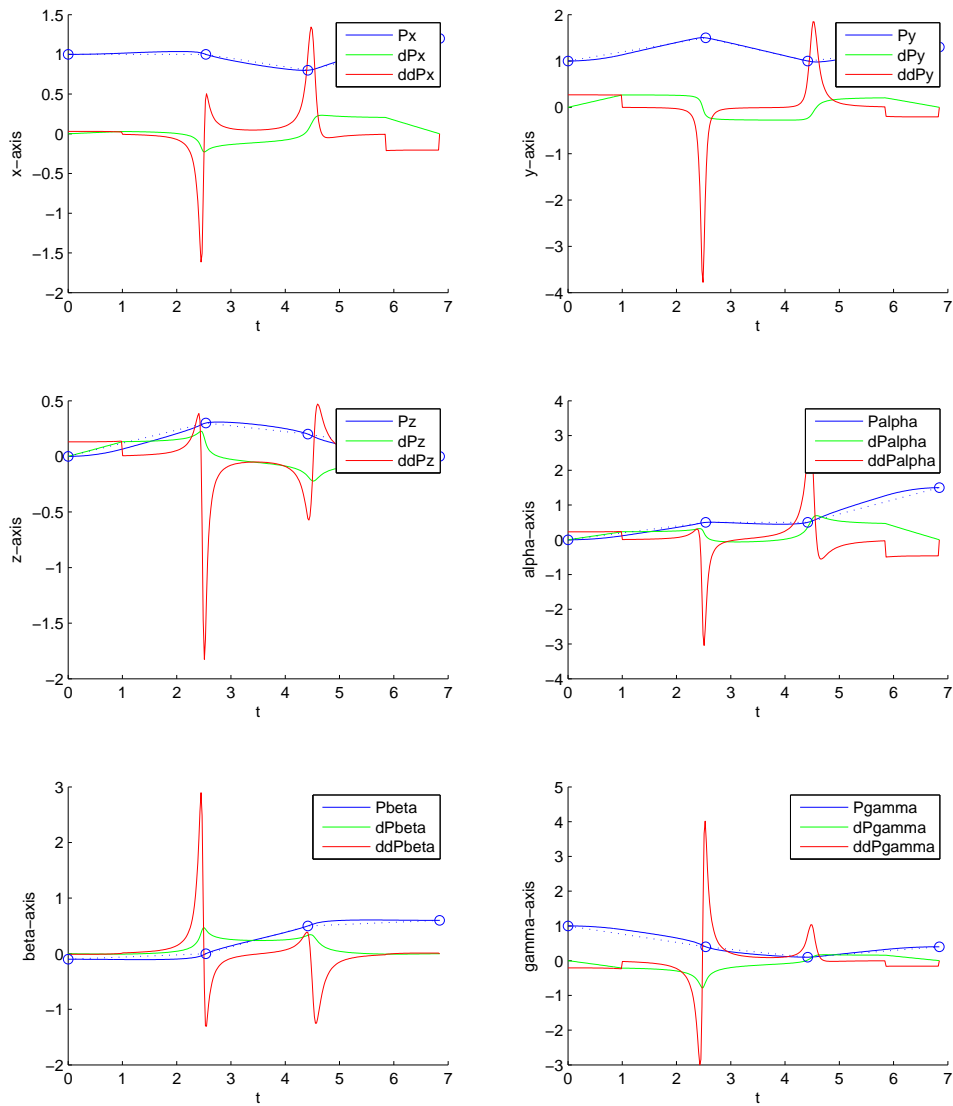 1.5
1
0.5
0
−0.5
−1
−1.5
−2
0 1 2 3 4 5 6 7
t
x−axis
Px
dPx
ddPx
2
1
0
−1
−2
−3
−4
0 1 2 3 4 5 6 7
t
y−axis
Py
dPy
ddPy
0.5
0
−0.5
−1
−1.5
−2
0 1 2 3 4 5 6 7
t
z−axis
Pz
dPz
ddPz
4
3
2
1
0
−1
−2
−3
−4
0 1 2 3 4 5 6 7
t
alpha−axis
Palpha
dPalpha
ddPalpha
3
2
1
0
−1
−2
0 1 2 3 4 5 6 7
t
beta−axis
Pbeta
dPbeta
ddPbeta
5
4
3
2
1
0
−1
−2
−3
0 1 2 3 4 5 6 7
t
gamma−axis
Pgamma
dPgamma
ddPgamma